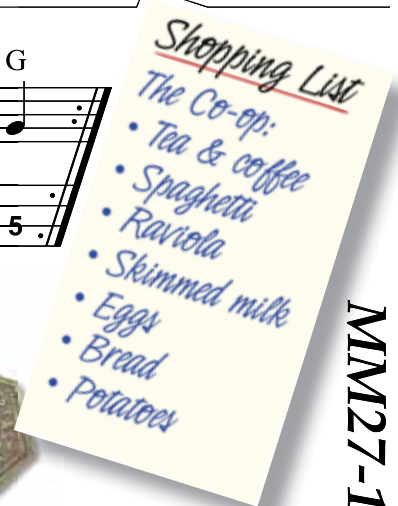 G
5
Shopping List
The Co-op:
• Tea & coffee
• Spaghetti
• Raviola
• Skimmed milk
• Eggs
• Bread
• Potatoes
MM27-1